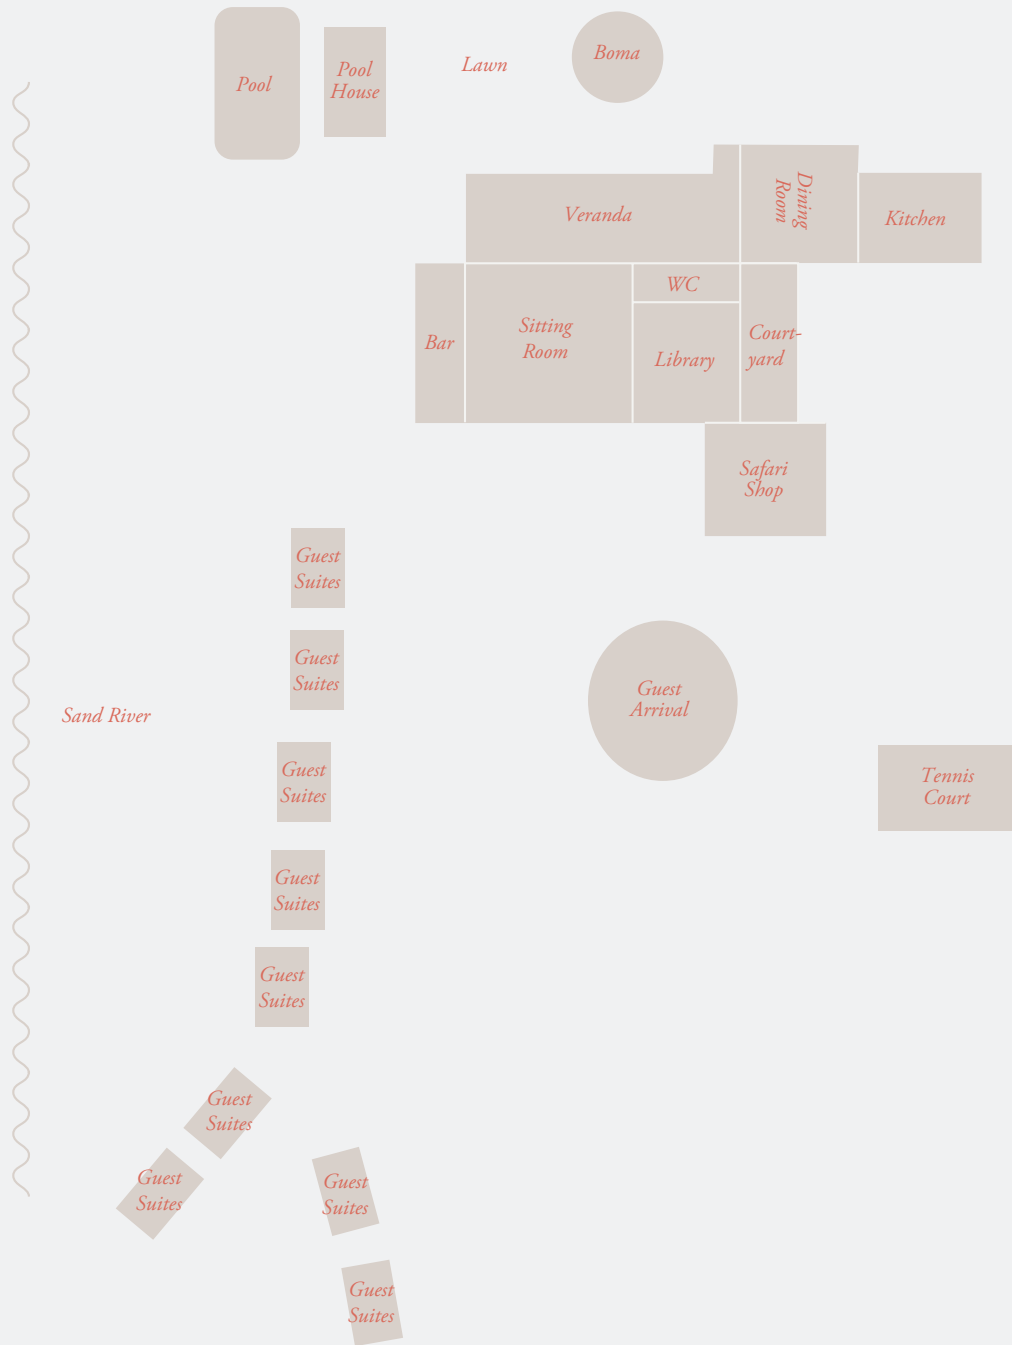 Pool
Pool
House
Lawn
Boma
Veranda
Dining
Room
Kitchen
Bar
Sitting
Room
WC
Library
Court-
yard
Safari
Shop
Guest
Suites
Guest
Suites
Sand River
Guest
Arrival
Guest
Suites
Tennis
Court
Guest
Suites
Guest
Suites
Guest
Suites
Guest
Suites
Guest
Suites
Guest
Suites